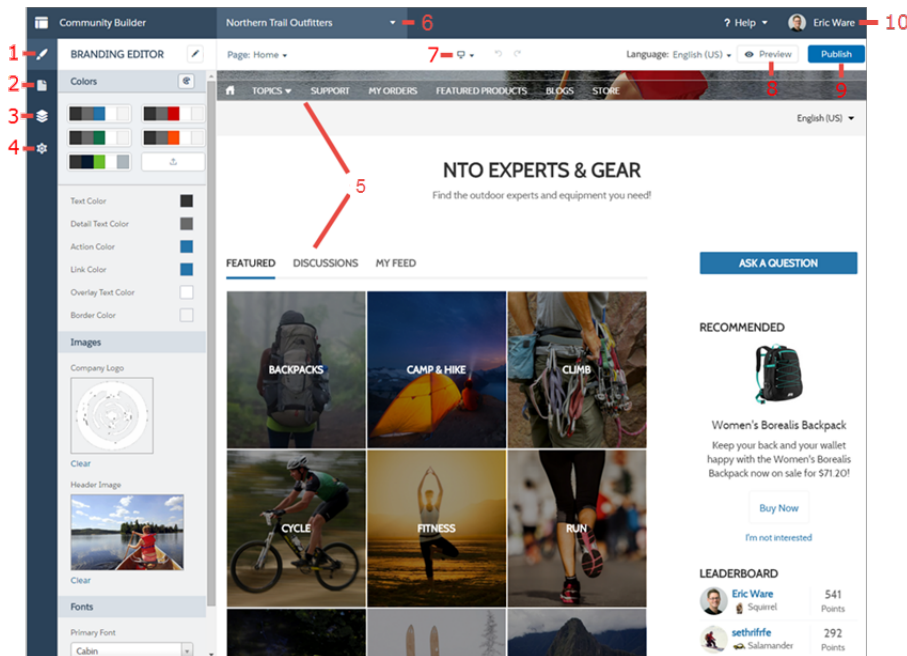 Community Builder
Northern Trail Outfitters
6
? Help
Eric Ware
10
1
BRANDING EDITOR
Page: Home
7
Language: English (US)
Preview
Publish
2
Colors
8
9
TOPICS SUPPORT MY ORDERS FEATURED PRODUCTS BLOGS STORE
3
English (US)
4
5
NTO EXPERTS & GEAR
Find the outdoor experts and equipment you need!
Text Color
Detail Text Color
Action Color
Link Color
Overlay Text Color
Border Color
Images
Company Logo
Clear
Header Image
Clear
Fonts
Primary Font
Cabin
FEATURED DISCUSSIONS MY FEED
BACKPACKS
CAMP & HIKE
CLIMB
CYCLE
FITNESS
RUN
ASK A QUESTION
RECOMMENDED
Women's Borealis Backpack
Keep your back and your wallet
happy with the Women's Borealis
Backpack now on sale for $71.20!
Buy Now
I'm not interested
LEADERBOARD
Eric Ware 541
Squirrel Points
sethrifrfe 292
Salamander Points